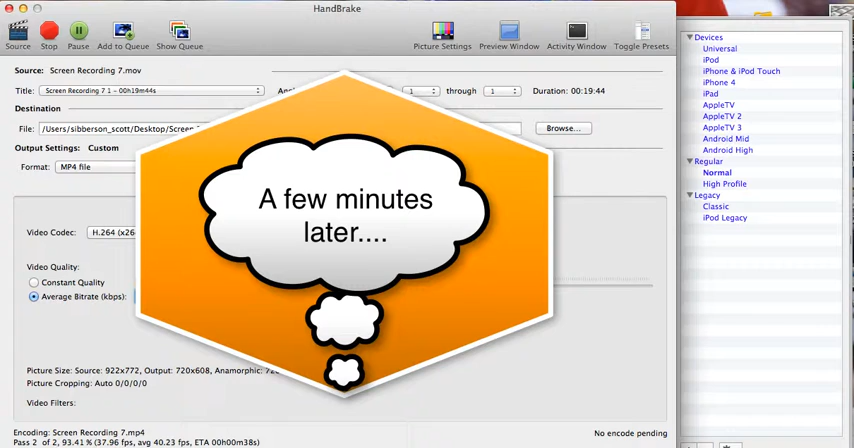 HandBrake
Source Stop Pause Add to Queue Show Queue Picture Settings Preview Window Activity Window Toggle Presets
Source: Screen Recording 7.mov
Title: Screen Recording 7 1 - 00h19m44s 1 through 1 Duration: 00:19:44
Destination
File: /Users/sibberson_scott/Desktop/Screen Browse...
Output Settings: Custom
Format: MP4 file
A few minutes
later....
Video Codec: H.264 (x26
Video Quality:
Constant Quality
Average Bitrate (kbps):
Picture Size: Source: 922x772, Output: 720x608, Anamorphic: 72
Picture Cropping: Auto 0/0/0/0
Video Filters:
Encoding: Screen Recording 7.mp4
Pass 2 of 2, 93.41 % (37.96 fps, avg 40.23 fps, ETA 00h00m38s)
No encode pending
Devices
Universal
iPod
iPhone & iPod Touch
iPhone 4
iPad
AppleTV
AppleTV 2
AppleTV 3
Android Mid
Android High
Regular
Normal
High Profile
Legacy
Classic
iPod Legacy